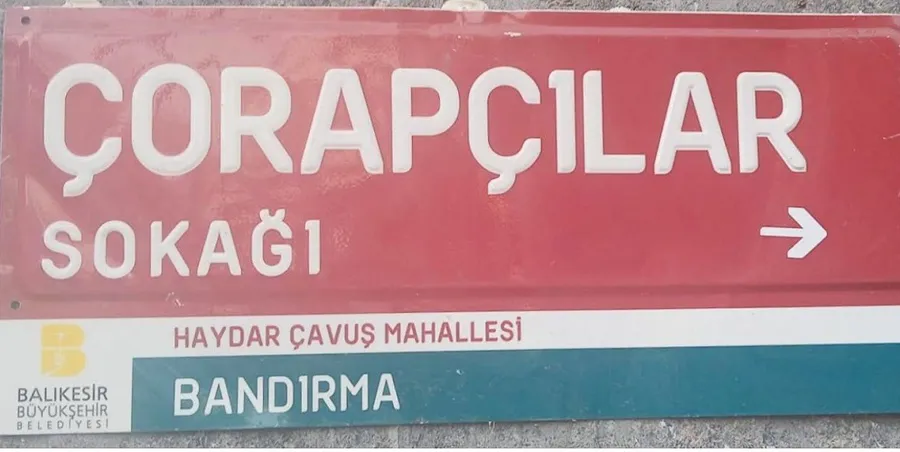 ÇORAPÇILAR
SOKAĞI
→
HAYDAR ÇAVUŞ MAHALLESİ
BANDIRMA
BALIKESİR
BÜYÜKŞEHİR
BELEDİYESİ